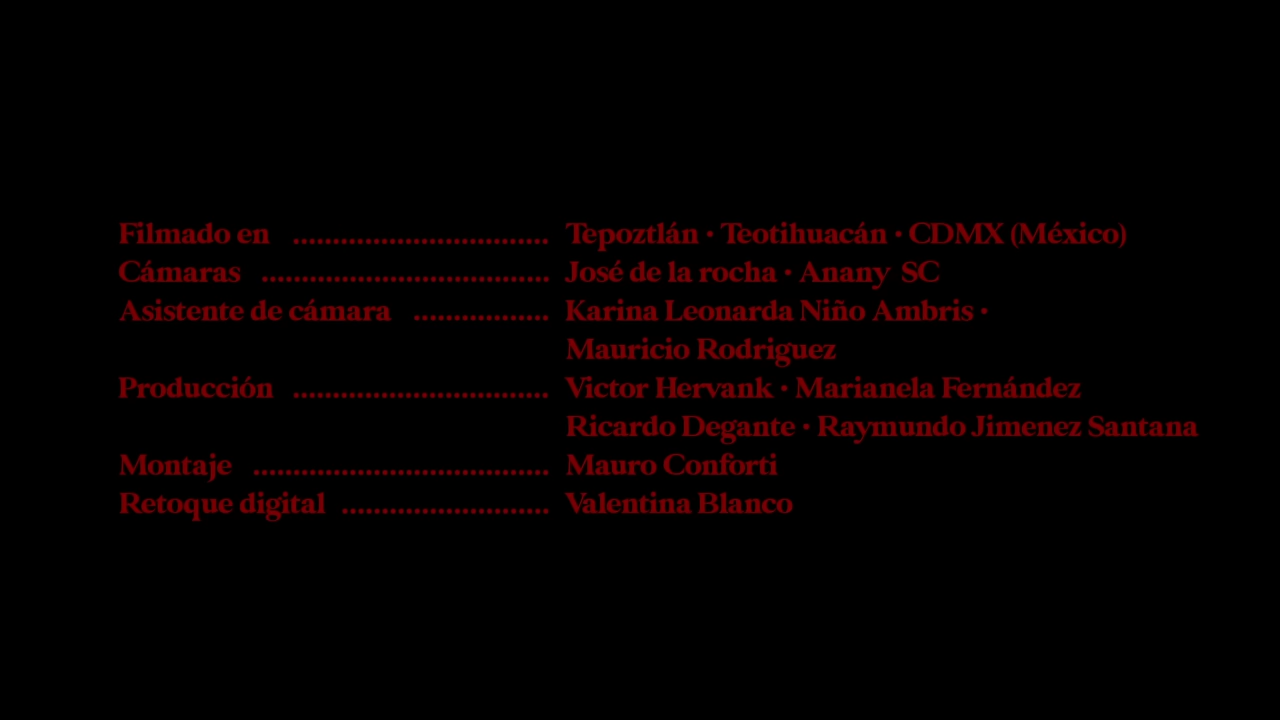 Filmado en ................................ Tepoztlán · Teotihuacán · CDMX (México)
Cámaras .................................... José de la rocha · Anany SC
Asistente de cámara ................. Karina Leonarda Niño Ambris ·
Mauricio Rodriguez
Producción ................................ Victor Hervank · Marianela Fernández
Ricardo Degante · Raymundo Jimenez Santana
Montaje ..................................... Mauro Conforti
Retoque digital .......................... Valentina Blanco